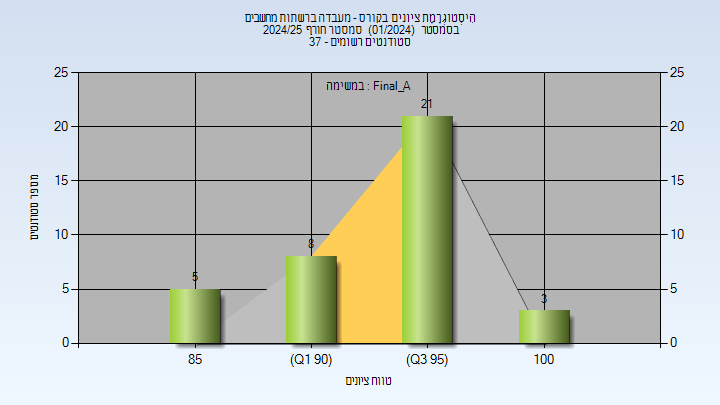 היסטוגרמת ציונים בקורס - מעבדה ברשתות מחשבים
בסמסטר (01/2024) סמסטר חורף 2024/25
סטודנטים רשומים - 37
במשימה : Final_A
מספר סטודנטים
25
20
15
10
5
0
25
20
15
10
5
0
5
8
21
3
85
(Q1 90)
(Q3 95)
100
טווח ציונים